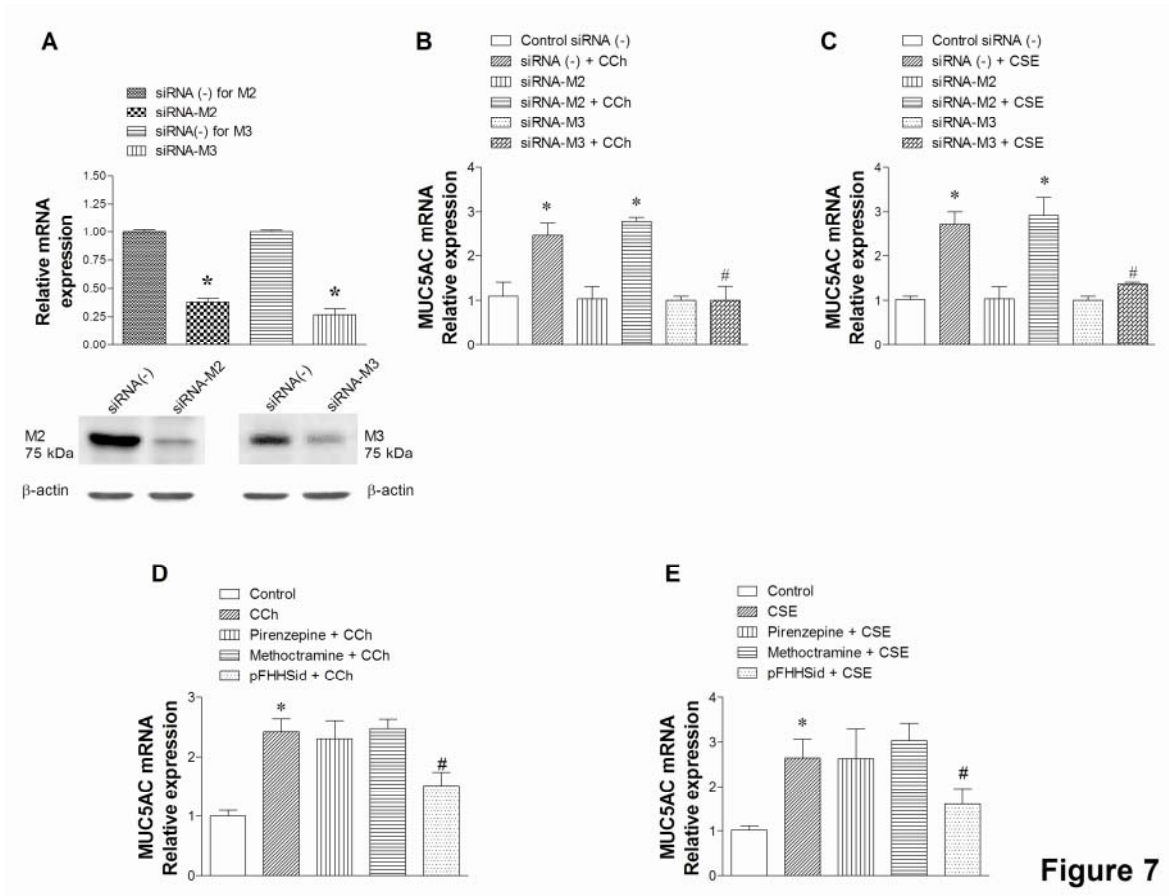 A
siRNA (-) for M2
siRNA-M2
siRNA(-) for M3
siRNA-M3
Relative mRNA
expression
1.50
1.25
1.00
0.75
0.50
0.25
0.00
*
*
siRNA(-)
siRNA-M2
siRNA(-)
siRNA-M3
M2
75 kDa
M3
75 kDa
β-actin
β-actin
B
Control siRNA (-)
siRNA (-) + CCh
siRNA-M2
siRNA-M2 + CCh
siRNA-M3
siRNA-M3 + CCh
MUC5AC mRNA
Relative expression
4
3
2
1
0
*
*
#
C
Control siRNA (-)
siRNA (-) + CSE
siRNA-M2
siRNA-M2 + CSE
siRNA-M3
siRNA-M3 + CSE
MUC5AC mRNA
Relative expression
4
3
2
1
0
*
*
#
D
Control
CCh
Pirenzepine + CCh
Methoctramine + CCh
pFHHSid + CCh
MUC5AC mRNA
Relative expression
3
2
1
0
*
#
E
Control
CSE
Pirenzepine + CSE
Methoctramine + CSE
pFHHSid + CSE
MUC5AC mRNA
Relative expression
4
3
2
1
0
*
#
Figure 7